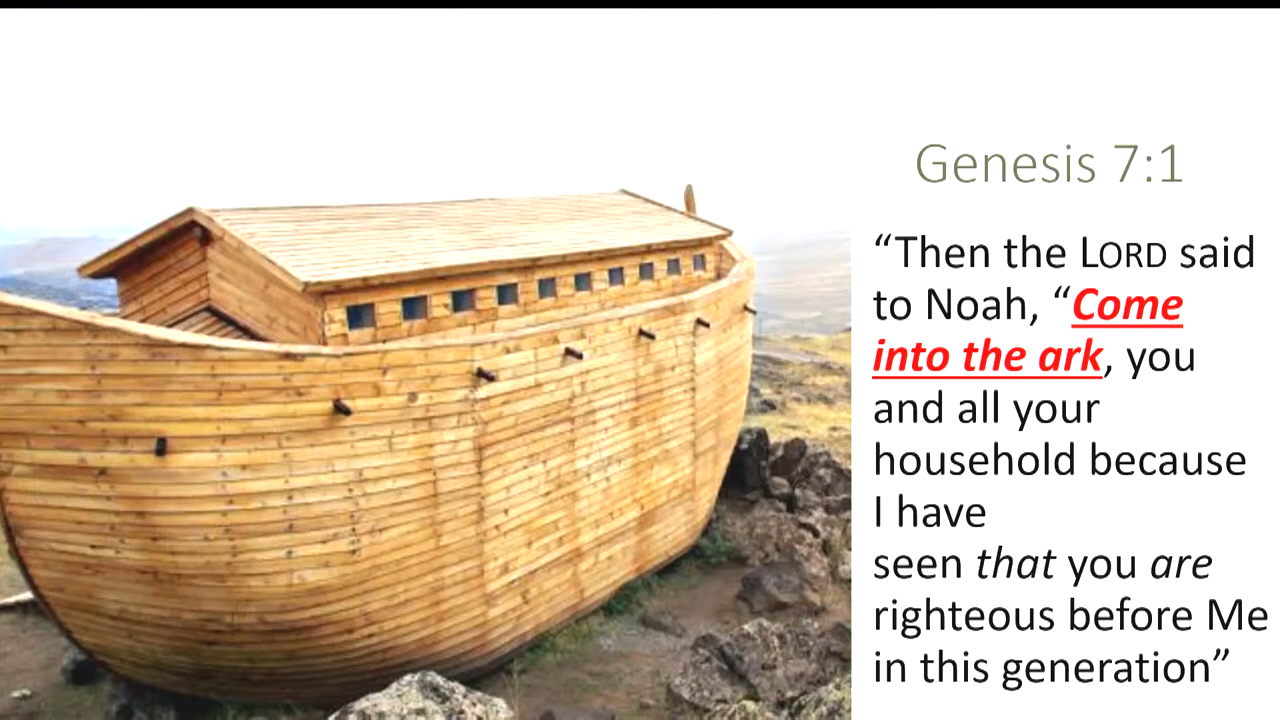 Genesis 7:1
“Then the LORD said
to Noah, “Come
into the ark, you
and all your
household because
I have
seen that you are
righteous before Me
in this generation”